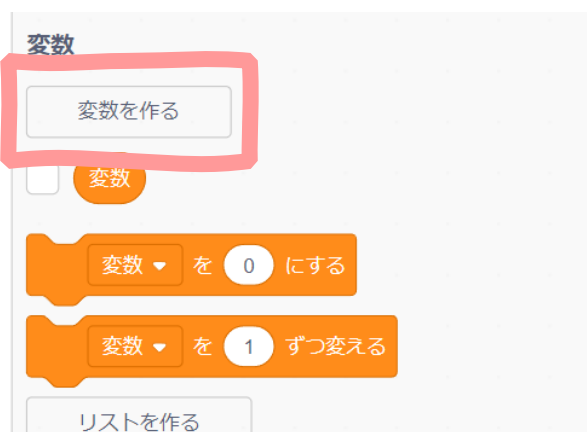 変数
変数を作る
変数
変数 を 0 にする
変数 を 1 ずつ変える
リストを作る